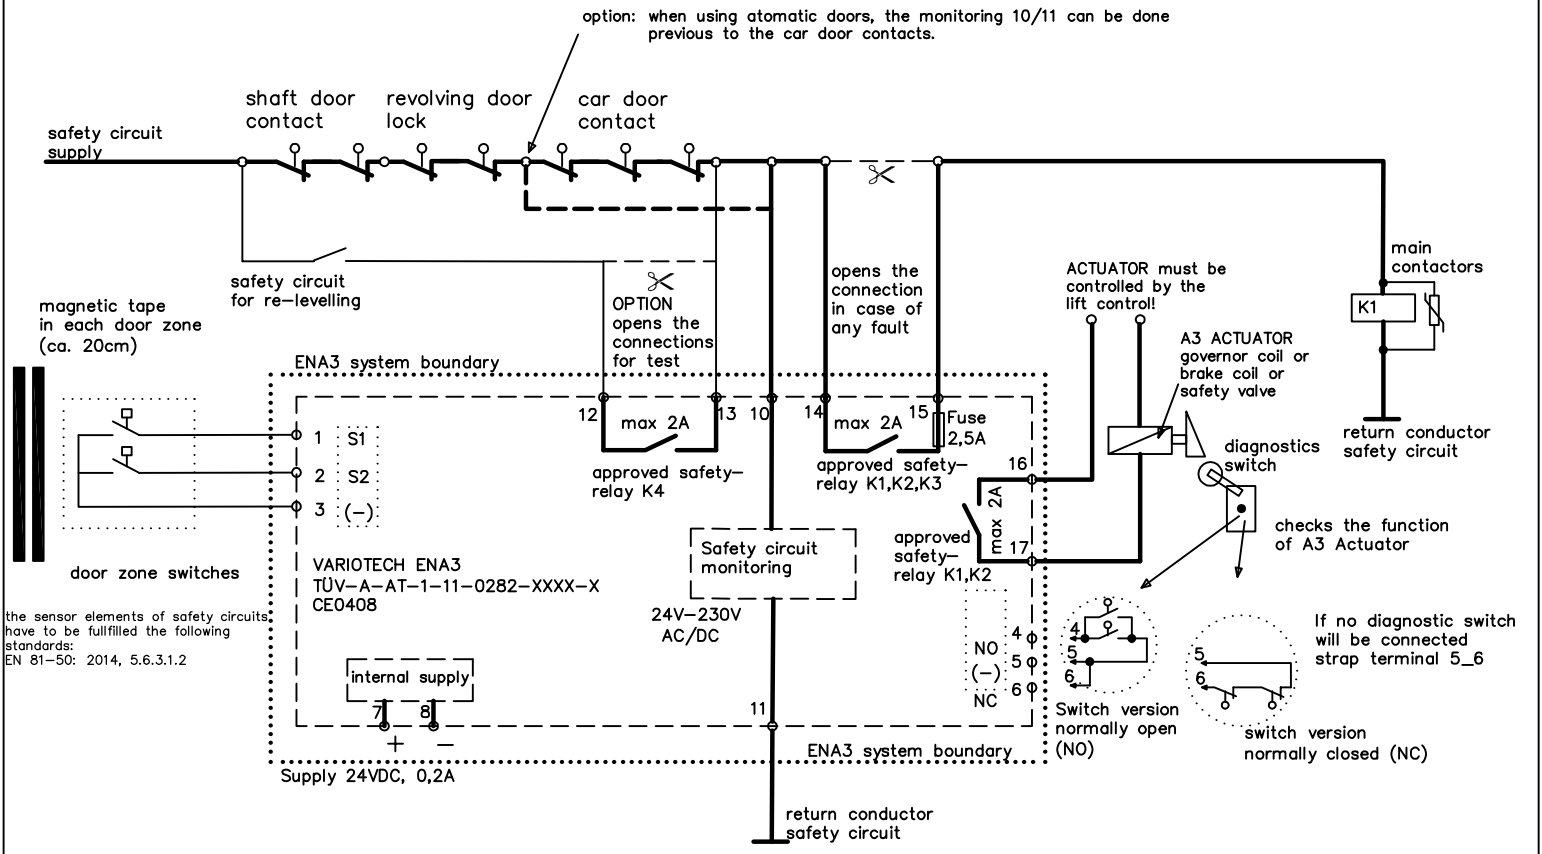 option: when using atomatic doors, the monitoring 10/11 can be done
previous to the car door contacts.
shaft door
contact
revolving door
lock
car door
contact
safety circuit
supply
safety circuit
for re-levelling
magnetic tape
in each door zone
(ca. 20cm)
OPTION
opens the
connections
for test
opens the
connection
in case of
any fault
ACTUATOR must be
controlled by the
lift control!
main
contactors
K1
A3 ACTUATOR
governor coil or
brake coil or
safety valve
return conductor
safety circuit
diagnostics
switch
checks the function
of A3 Actuator
ENA3 system boundary
12
max 2A
13
10
14
max 2A
15
Fuse
2,5A
approved safety-
relay K4
approved safety-
relay K1,K2,K3
1 S1
2 S2
3 (-)
16
max 2A
17
approved
safety-
relay K1,K2
Safety circuit
monitoring
24V-230V
AC/DC
VARIOTECH ENA3
TÜV-A-AT-1-11-0282-XXXX-X
CE0408
door zone switches
the sensor elements of safety circuits
have to be fullfilled the following
standards:
EN 81-50: 2014, 5.6.3.1.2
internal supply
7
8
+
-
Supply 24VDC, 0,2A
11
4
NO
5
(-)
6
NC
ENA3 system boundary
4
5
6
Switch version
normally open
(NO)
5
6
switch version
normally closed (NC)
If no diagnostic switch
will be connected
strap terminal 5_6
return conductor
safety circuit